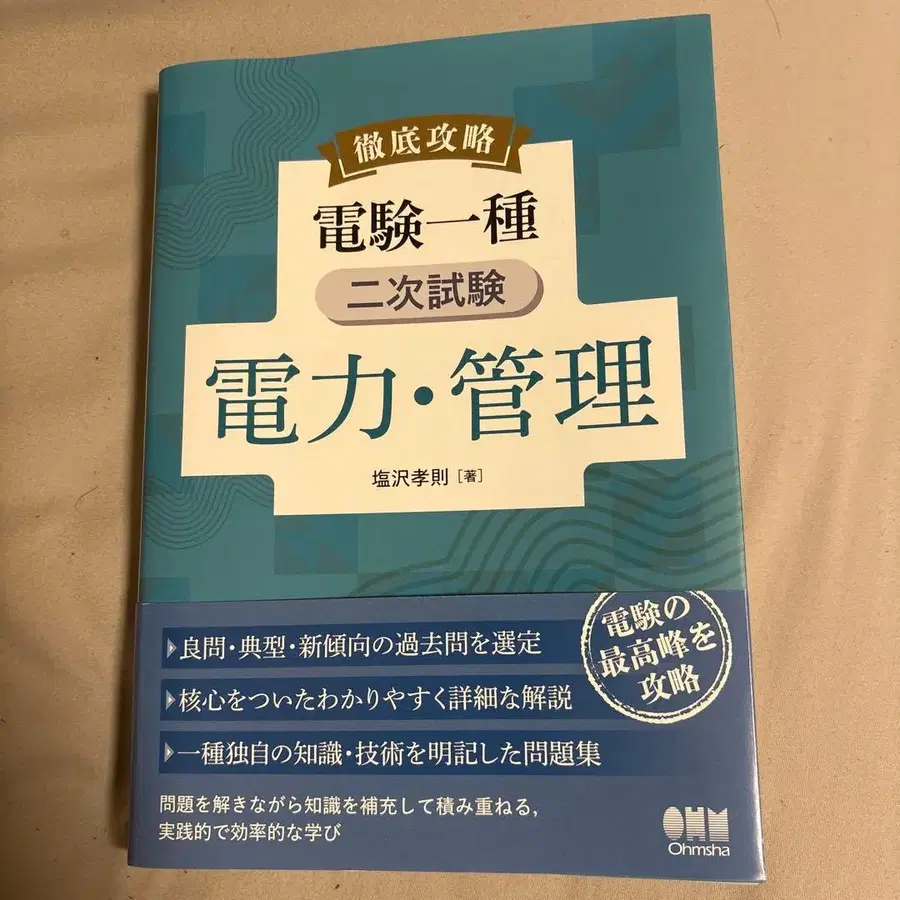 徹底攻略
電験一種
二次試験
電力・管理
塩沢孝則［著］
電験の
最高峰を
攻略
▶良問・典型・新傾向の過去問を選定
▶核心をついたわかりやすく詳細な解説
▶一種独自の知識・技術を明記した問題集
問題を解きながら知識を補充して積み重ねる，
実践的で効率的な学び
OHM
Ohmsha